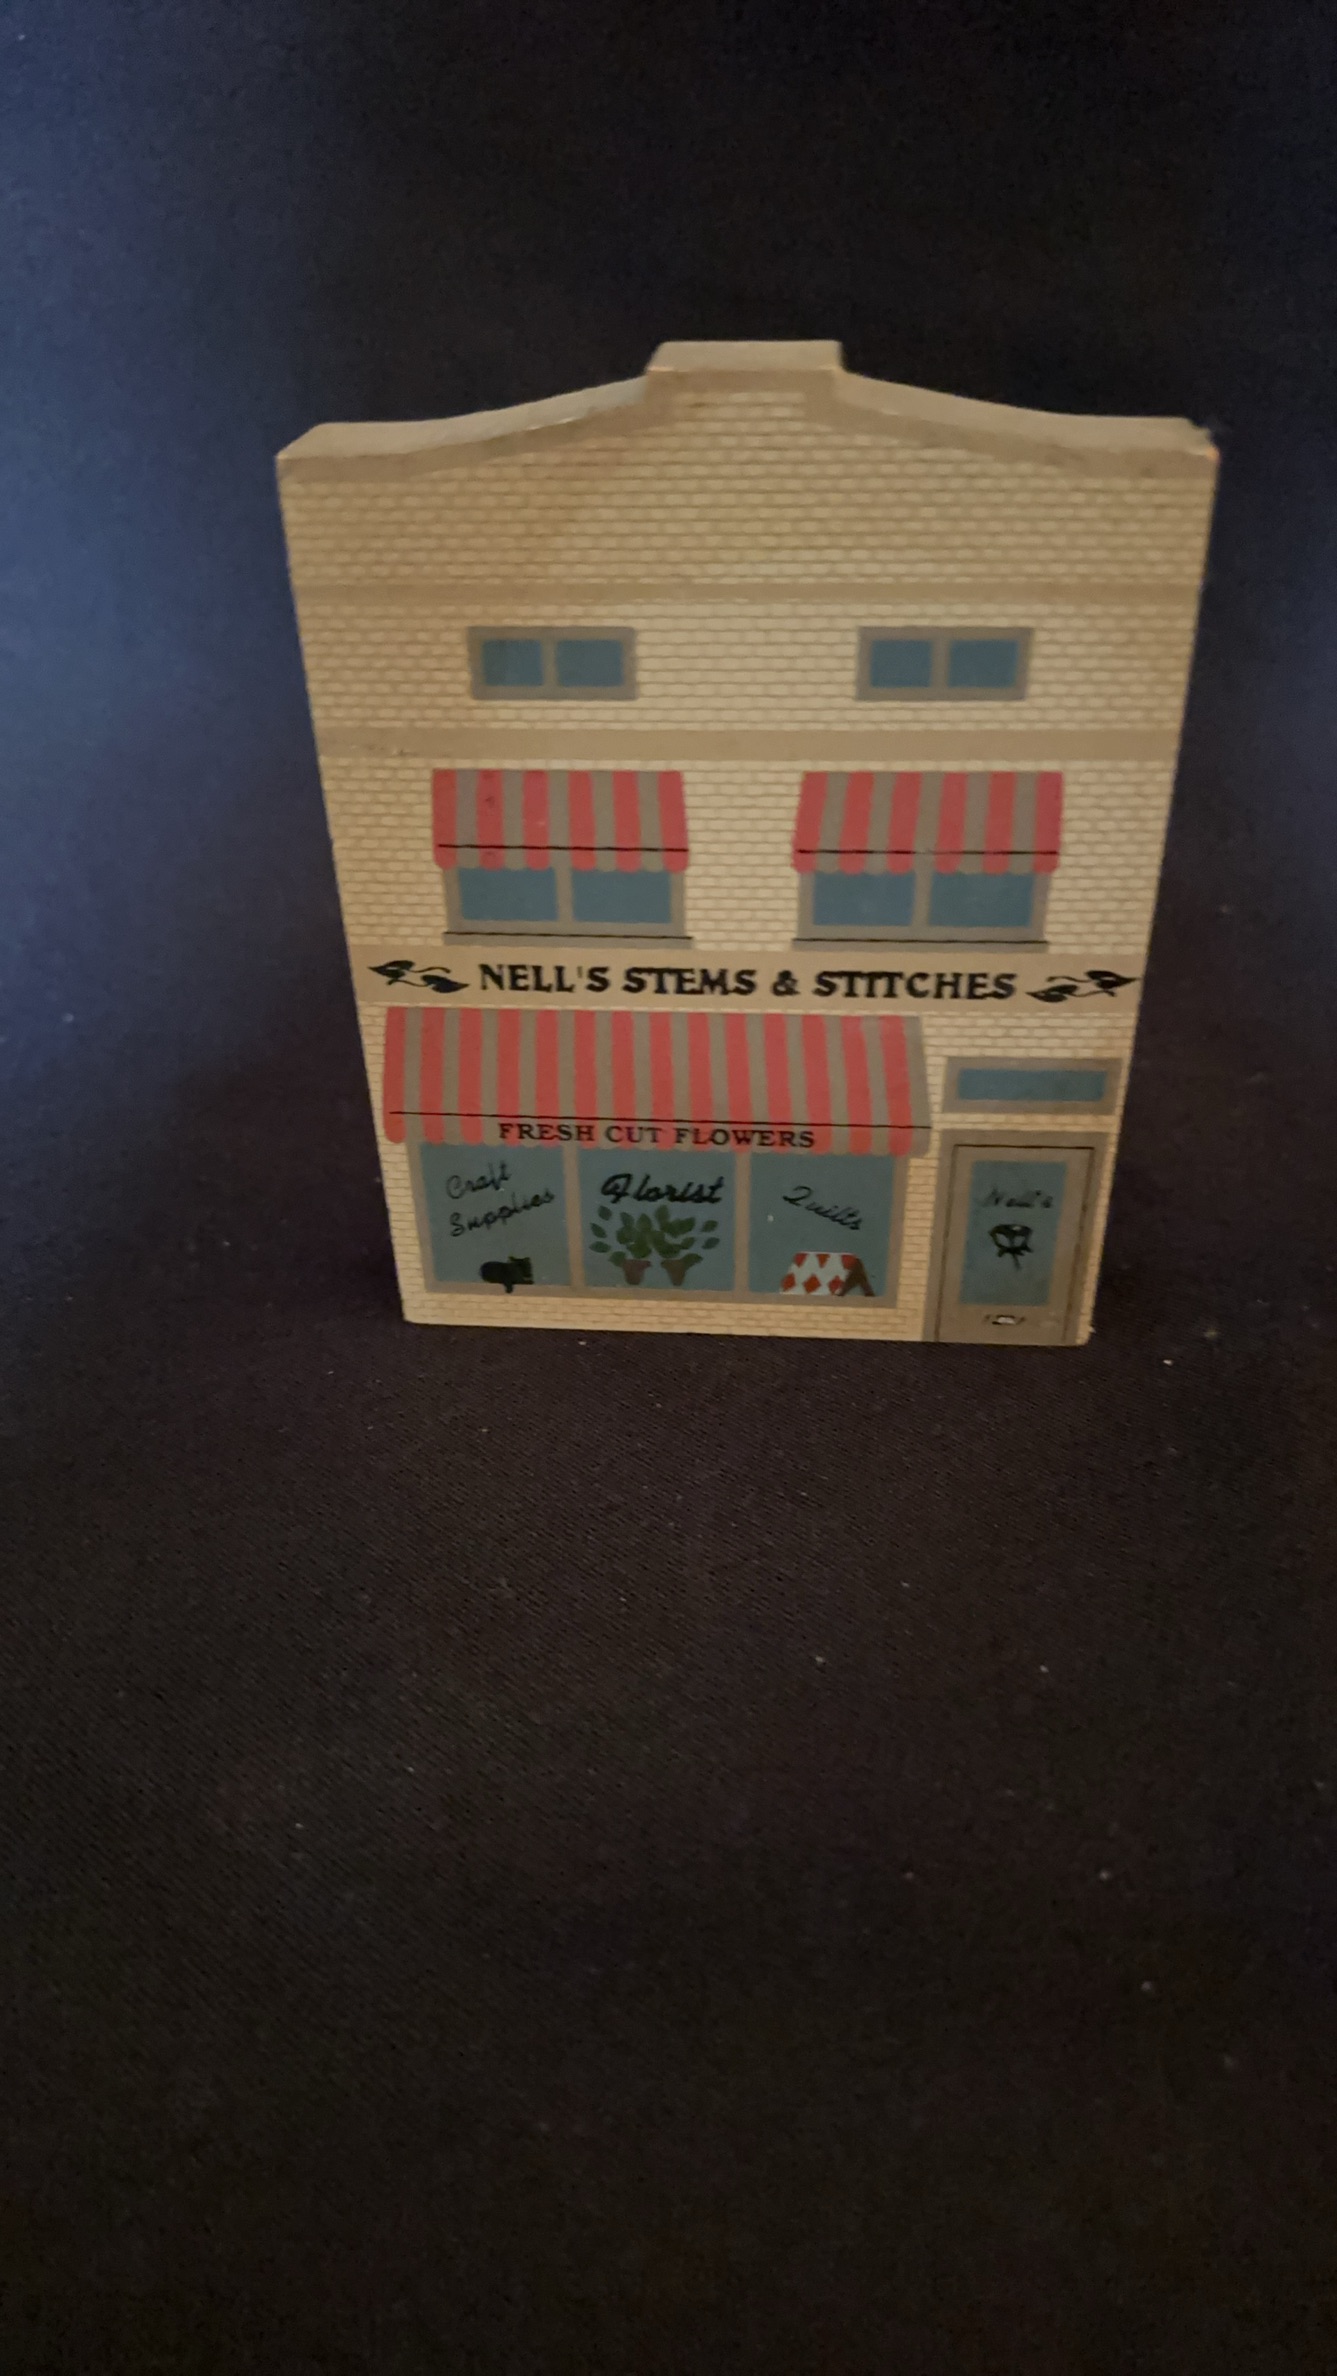 NELL'S STEMS & STITCHES
FRESH CUT FLOWERS
Craft
Supplies
Florist
Quilts
Nell's